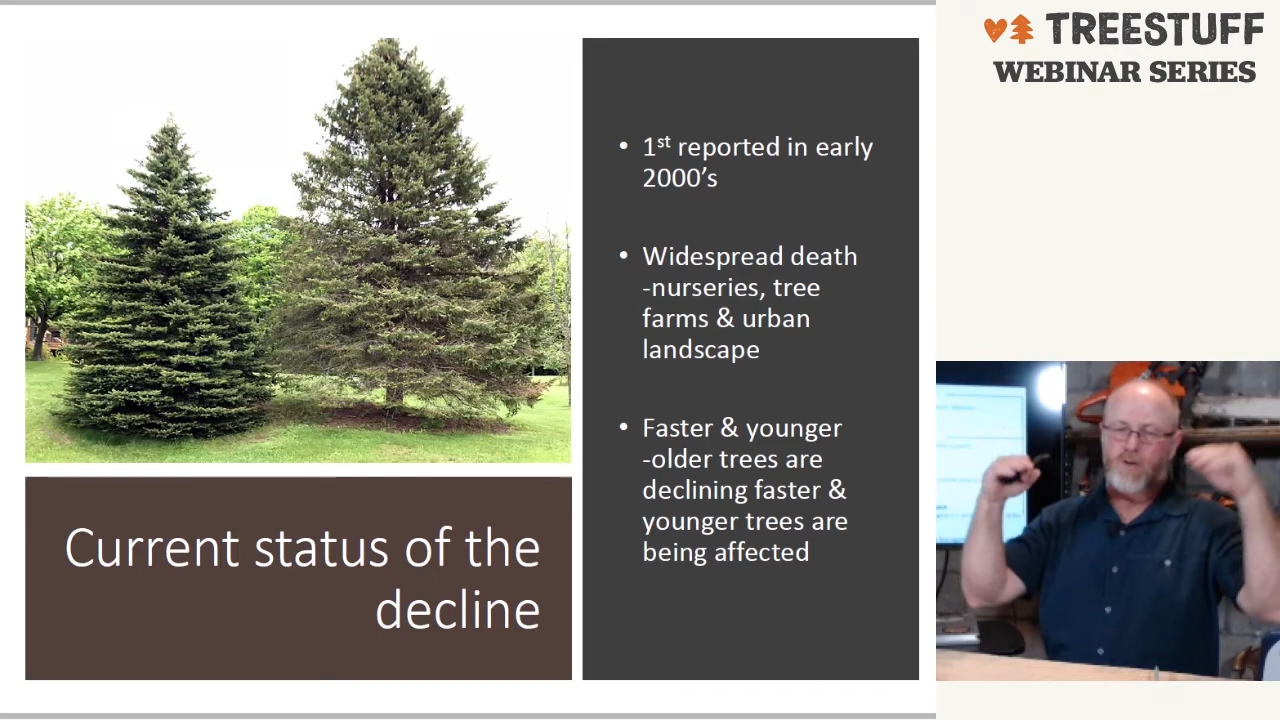 TREESTUFF
WEBINAR SERIES
• 1st reported in early
2000’s
• Widespread death
-nurseries, tree
farms & urban
landscape
• Faster & younger
-older trees are
declining faster &
younger trees are
being affected
Current status of the
decline